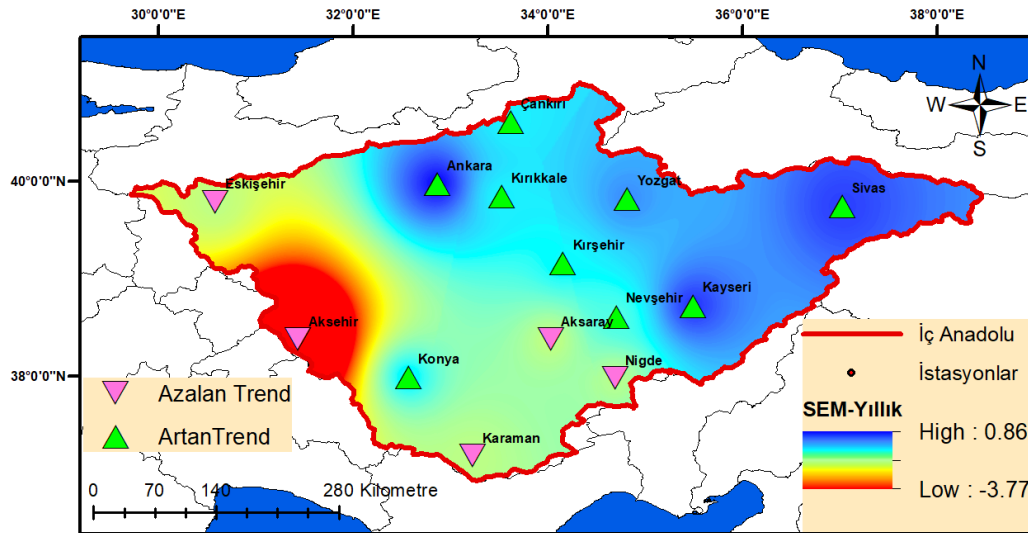 30°0'0"E 32°0'0"E 34°0'0"E 36°0'0"E 38°0'0"E
N
W E
S
Çankırı
Ankara
40°0'0"N
Eskişehir
Kırıkkale
Yozgat
Sivas
Kırşehir
Kayseri
Nevşehir
Akşehir
Aksaray
Konya
Nigde
38°0'0"N
Karaman
Azalan Trend
ArtanTrend
0 70 140 280 Kilometre
İç Anadolu
İstasyonlar
SEM-Yıllık
High : 0.86
Low : -3.77